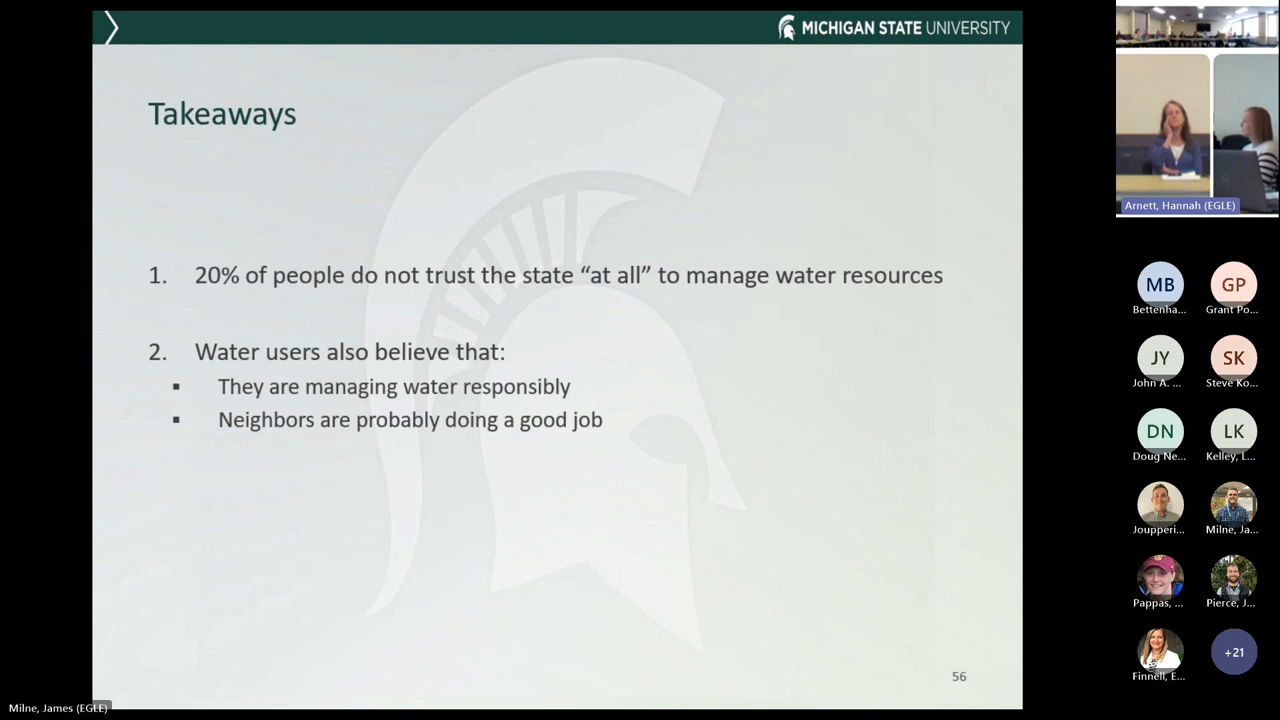 MICHIGAN STATE UNIVERSITY
Takeaways
1. 20% of people do not trust the state “at all” to manage water resources
2. Water users also believe that:
▪ They are managing water responsibly
▪ Neighbors are probably doing a good job
56
Milne, James (EGLE)
Arnett, Hannah (EGLE)
MB GP
Bettenha... Grant Po...
JY SK
John A. ... Steve Ko...
DN LK
Doug Ne... Kelley, L...
Joupperi... Milne, Ja...
Pappas, ... Pierce, J...
+21
Finnell, E...